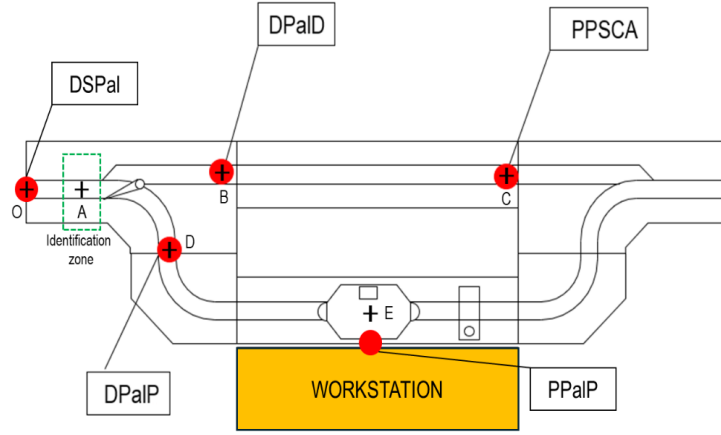 DPalD
PPSCA
DSPal
O
A
B
C
Identification
zone
D
E
DPalP
WORKSTATION
PPalP